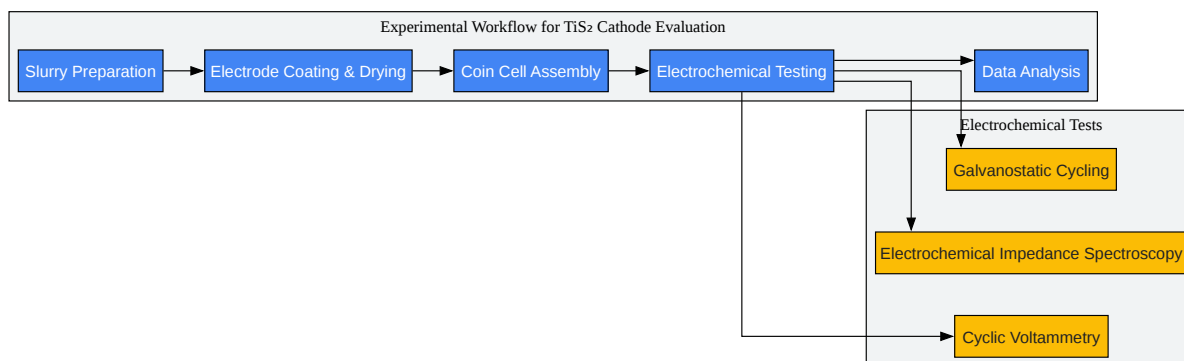 Experimental Workflow for TiS₂ Cathode Evaluation
Slurry Preparation
Electrode Coating & Drying
Coin Cell Assembly
Electrochemical Testing
Data Analysis
Electrochemical Tests
Galvanostatic Cycling
Electrochemical Impedance Spectroscopy
Cyclic Voltammetry